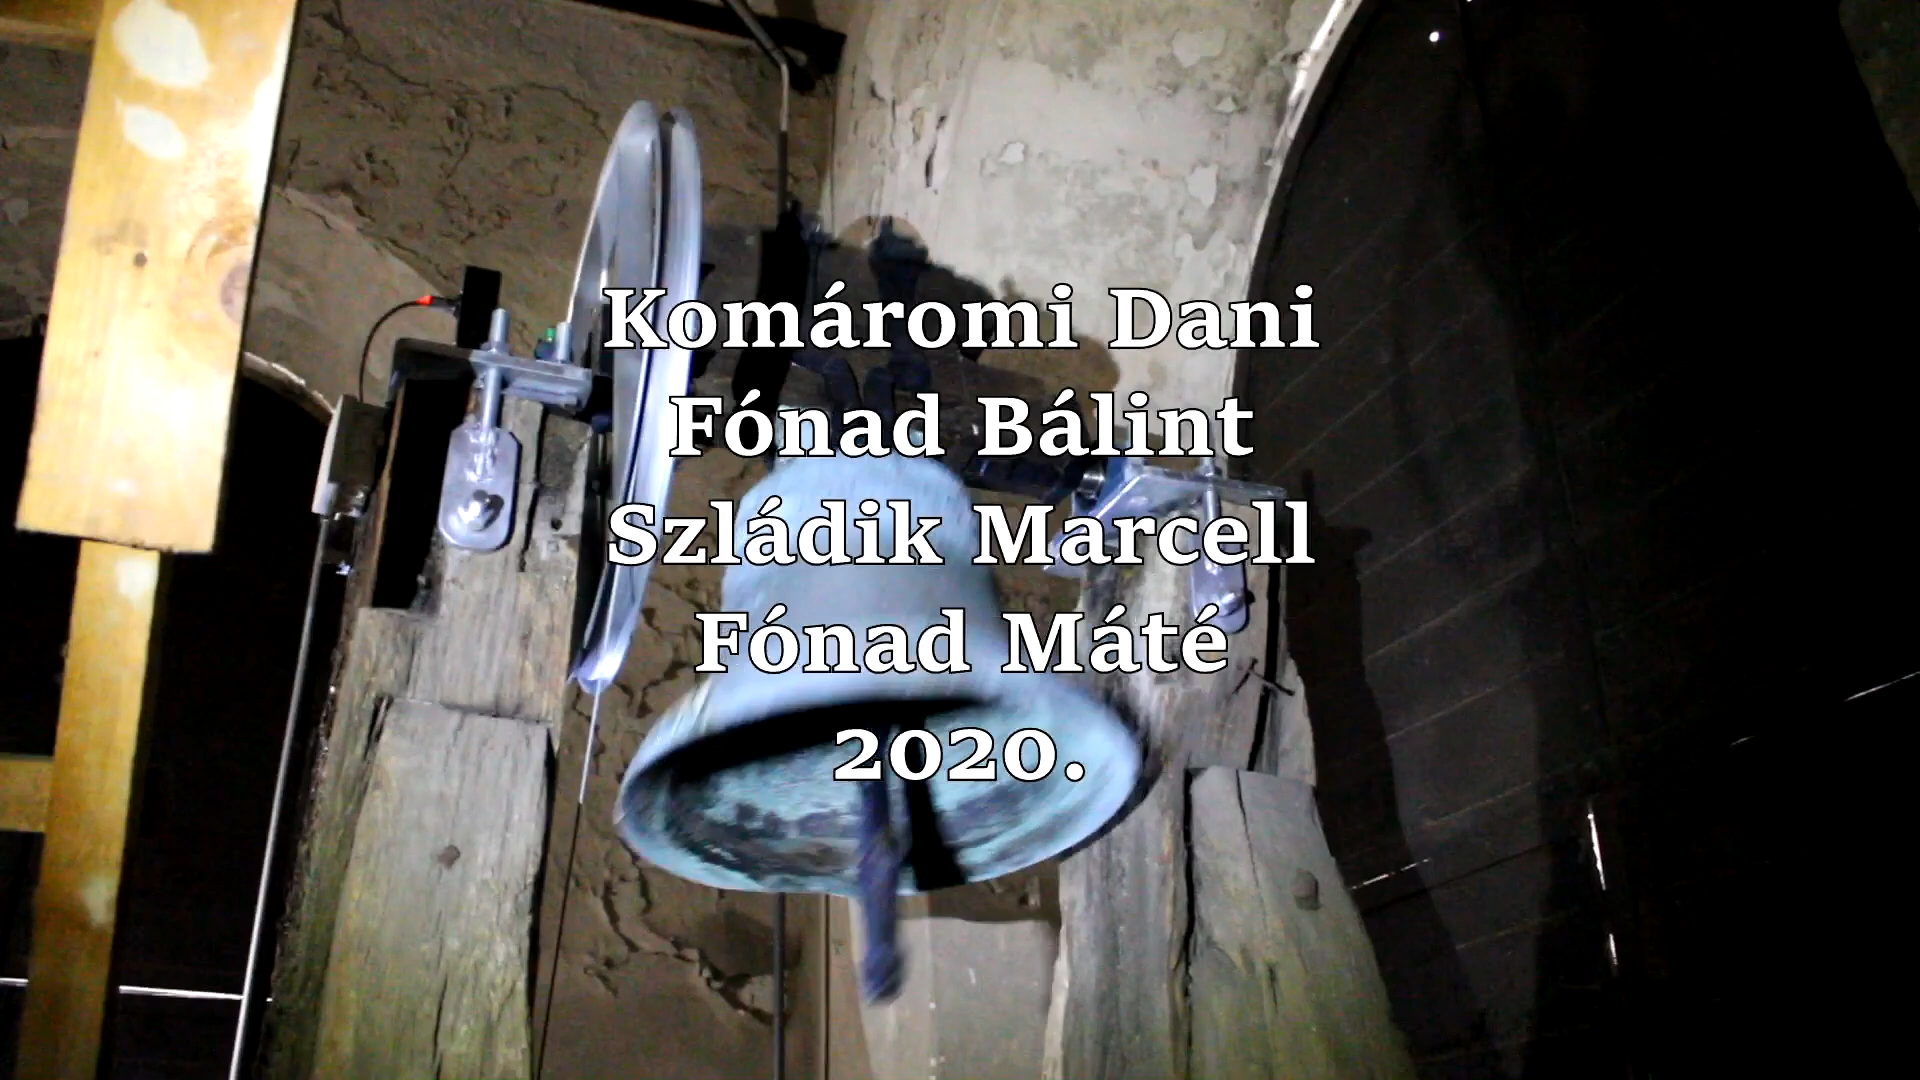 Komáromi Dani
Fónad Bálint
Szládik Marcell
Fónad Máté
2020.